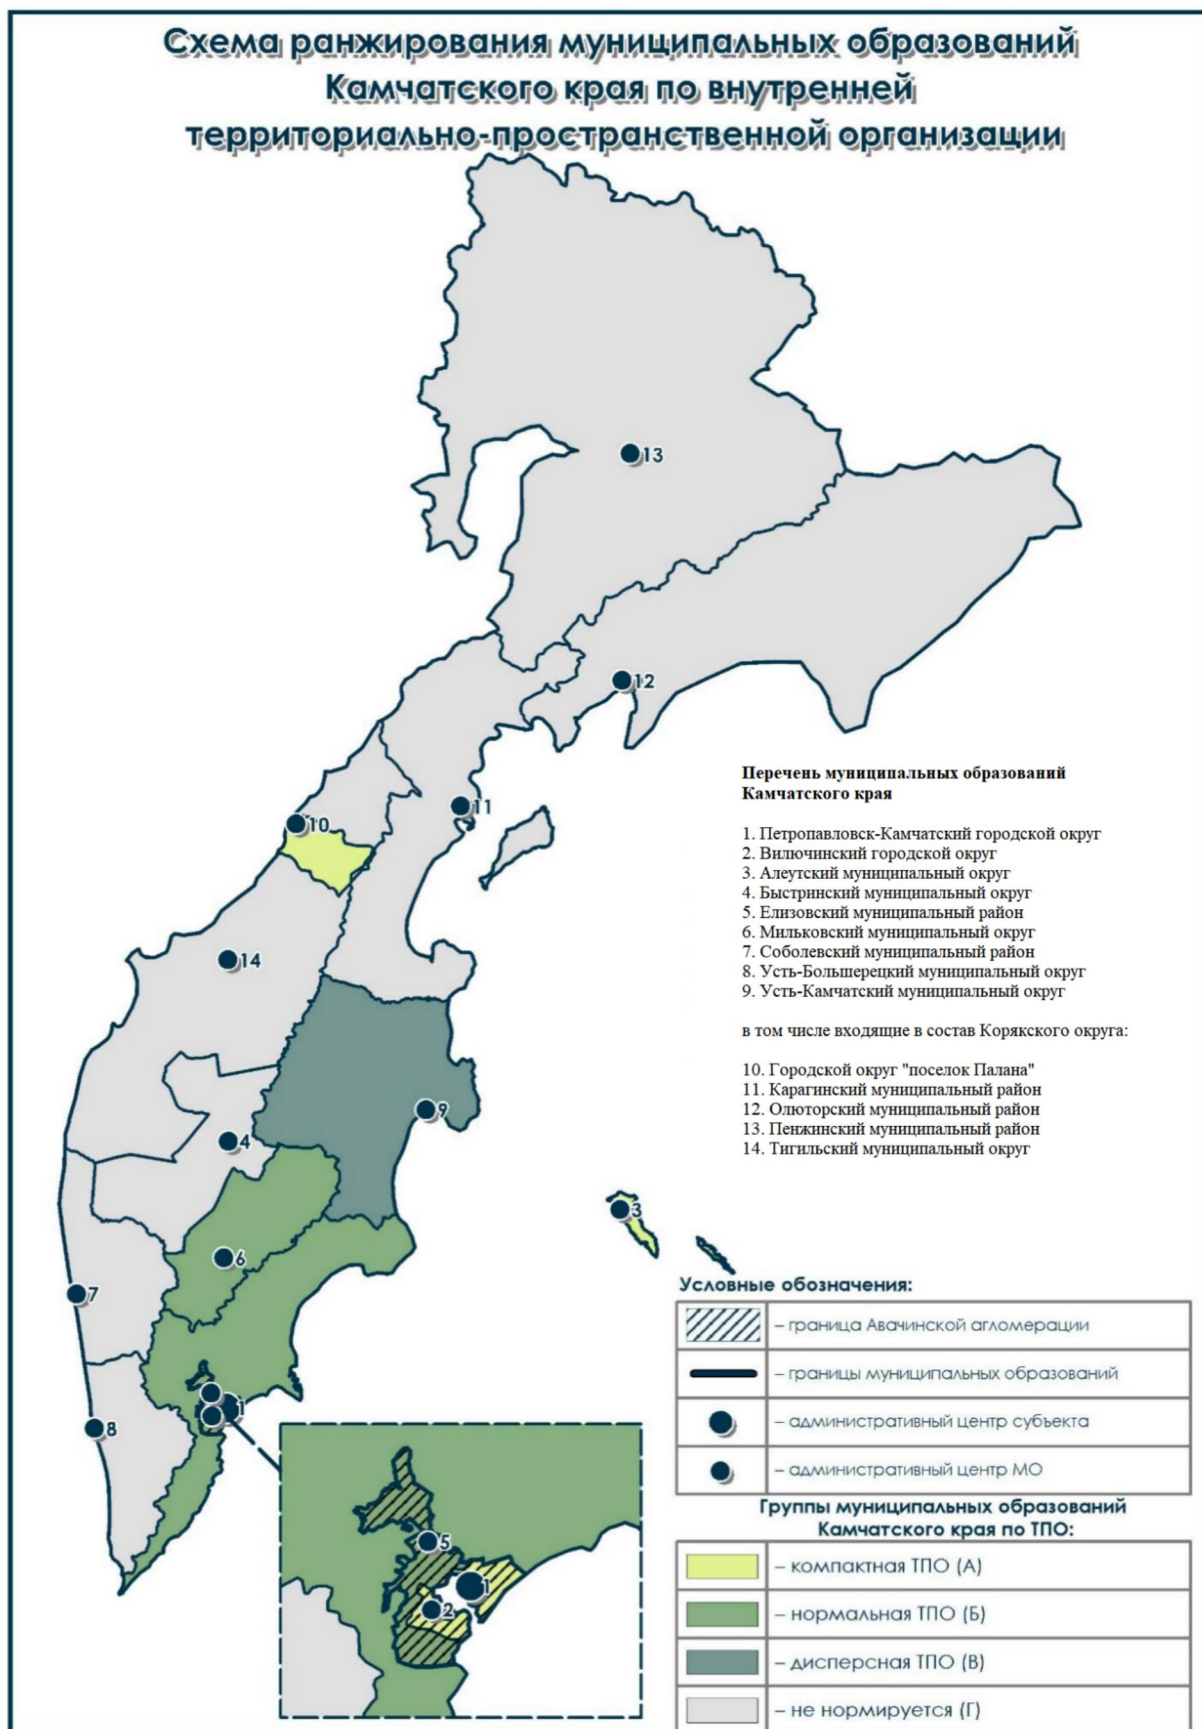 Схема ранжирования муниципальных образований
Камчатского края по внутренней
территориально-пространственной организации
13
12
11
10
14
9
4
3
6
7
1
8
5
1
2
Перечень муниципальных образований
Камчатского края
1. Петропавловск-Камчатский городской округ
2. Вилючинский городской округ
3. Алеутский муниципальный округ
4. Быстринский муниципальный округ
5. Елизовский муниципальный район
6. Мильковский муниципальный округ
7. Соболевский муниципальный район
8. Усть-Большерецкий муниципальный округ
9. Усть-Камчатский муниципальный округ
в том числе входящие в состав Корякского округа:
10. Городской округ "поселок Палана"
11. Карагинский муниципальный район
12. Олюторский муниципальный район
13. Пенжинский муниципальный район
14. Тигильский муниципальный округ
Условные обозначения:
– граница Авачинской агломерации
– границы муниципальных образований
– административный центр субъекта
– административный центр МО
Группы муниципальных образований
Камчатского края по ТПО:
– компактная ТПО (А)
– нормальная ТПО (Б)
– дисперсная ТПО (В)
– не нормируется (Г)